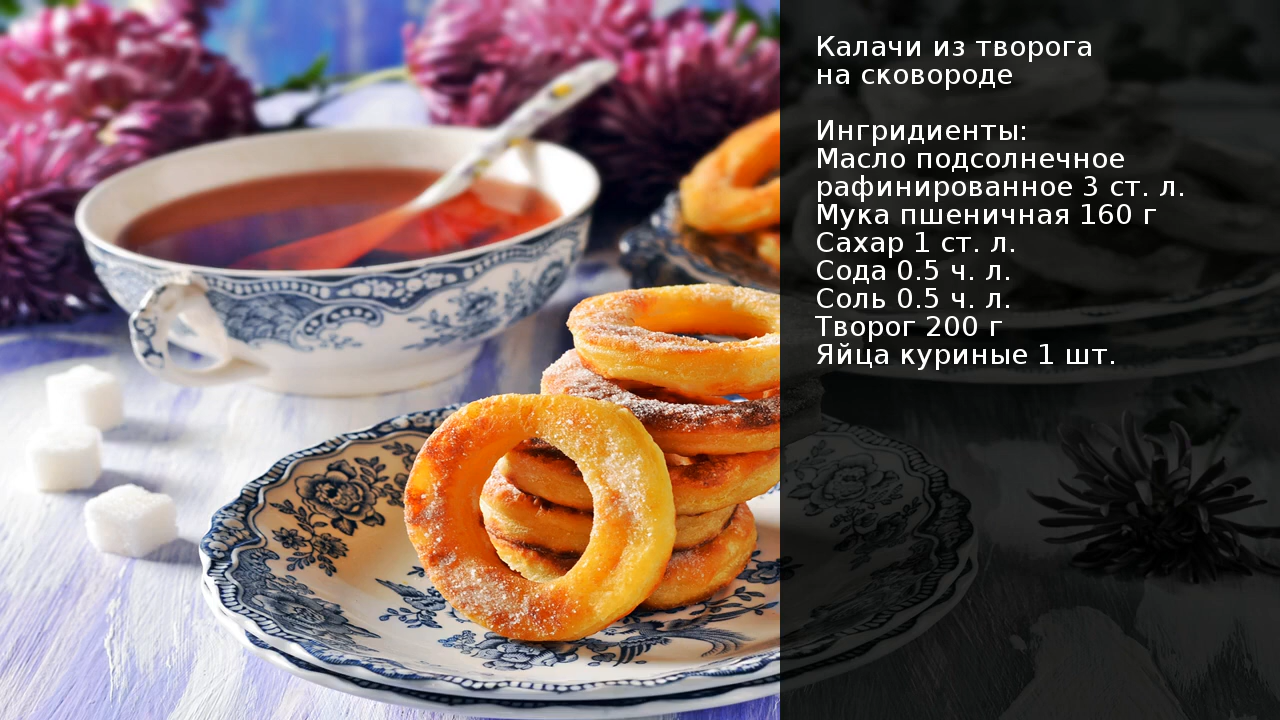 Калачи из творога
на сковороде
Ингридиенты:
Масло подсолнечное
рафинированное 3 ст. л.
Мука пшеничная 160 г
Сахар 1 ст. л.
Сода 0.5 ч. л.
Соль 0.5 ч. л.
Творог 200 г
Яйца куриные 1 шт.